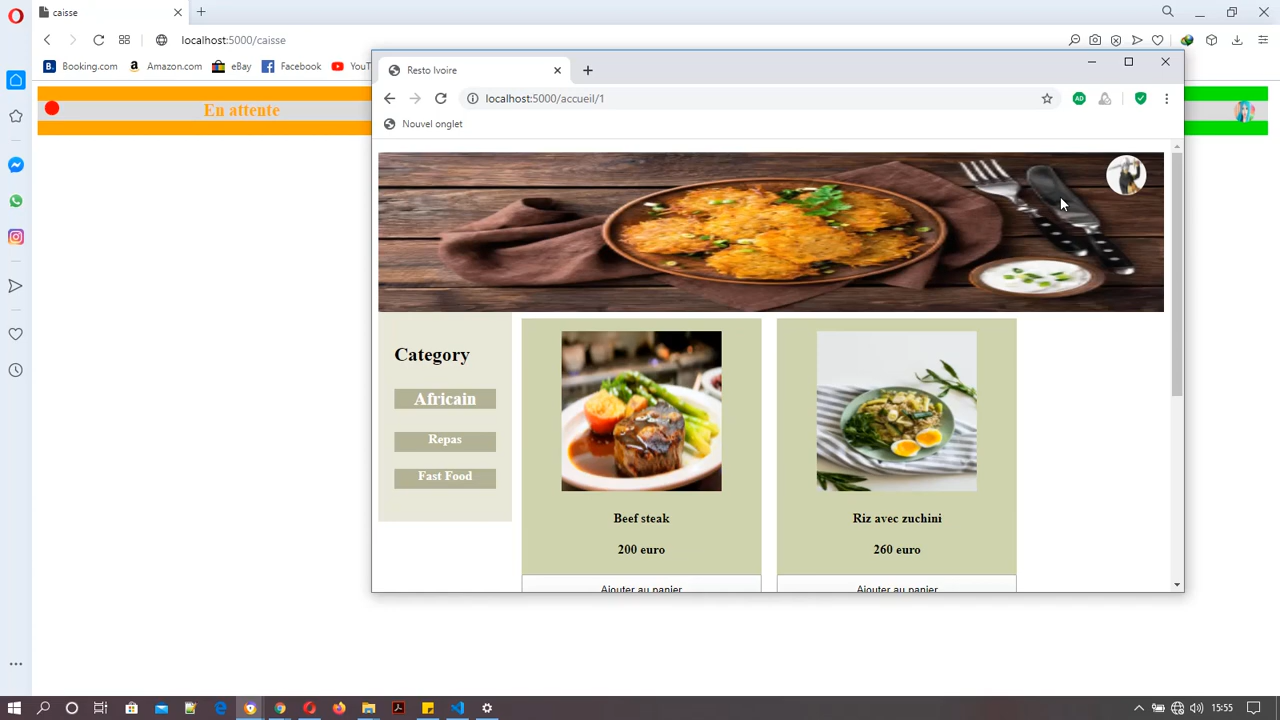 caisse
localhost:5000/caisse
Booking.com
Amazon.com
eBay
Facebook
YouT
En attente
Resto Ivoire
localhost:5000/accueil/1
Nouvel onglet
Category
Africain
Repas
Fast Food
Beef steak
200 euro
Ajouter au panier
Riz avec zuchini
260 euro
Ajouter au panier
15:55